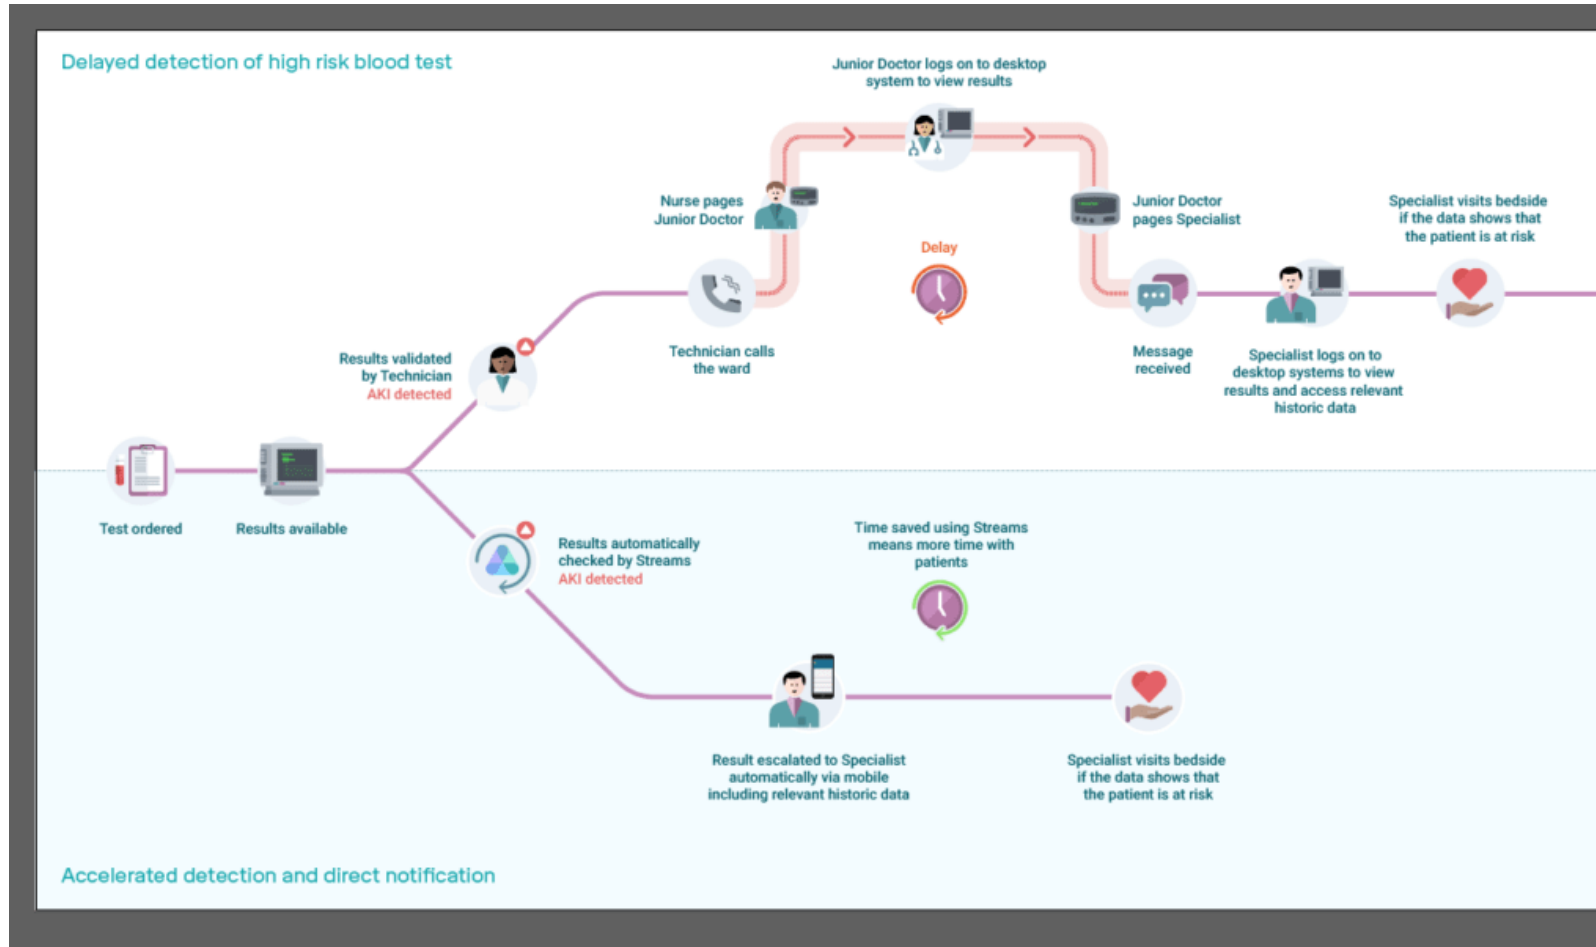 Delayed detection of high risk blood test
Junior Doctor logs on to desktop
system to view results
Nurse pages
Junior Doctor
Junior Doctor
pages Specialist
Specialist visits bedside
if the data shows that
the patient is at risk
Delay
Results validated
by Technician
AKI detected
Technician calls
the ward
Message
received
Specialist logs on to
desktop systems to view
results and access relevant
historic data
Test ordered
Results available
Results automatically
checked by Streams
AKI detected
Time saved using Streams
means more time with
patients
Result escalated to Specialist
automatically via mobile
including relevant historic data
Specialist visits bedside
if the data shows that
the patient is at risk
Accelerated detection and direct notification